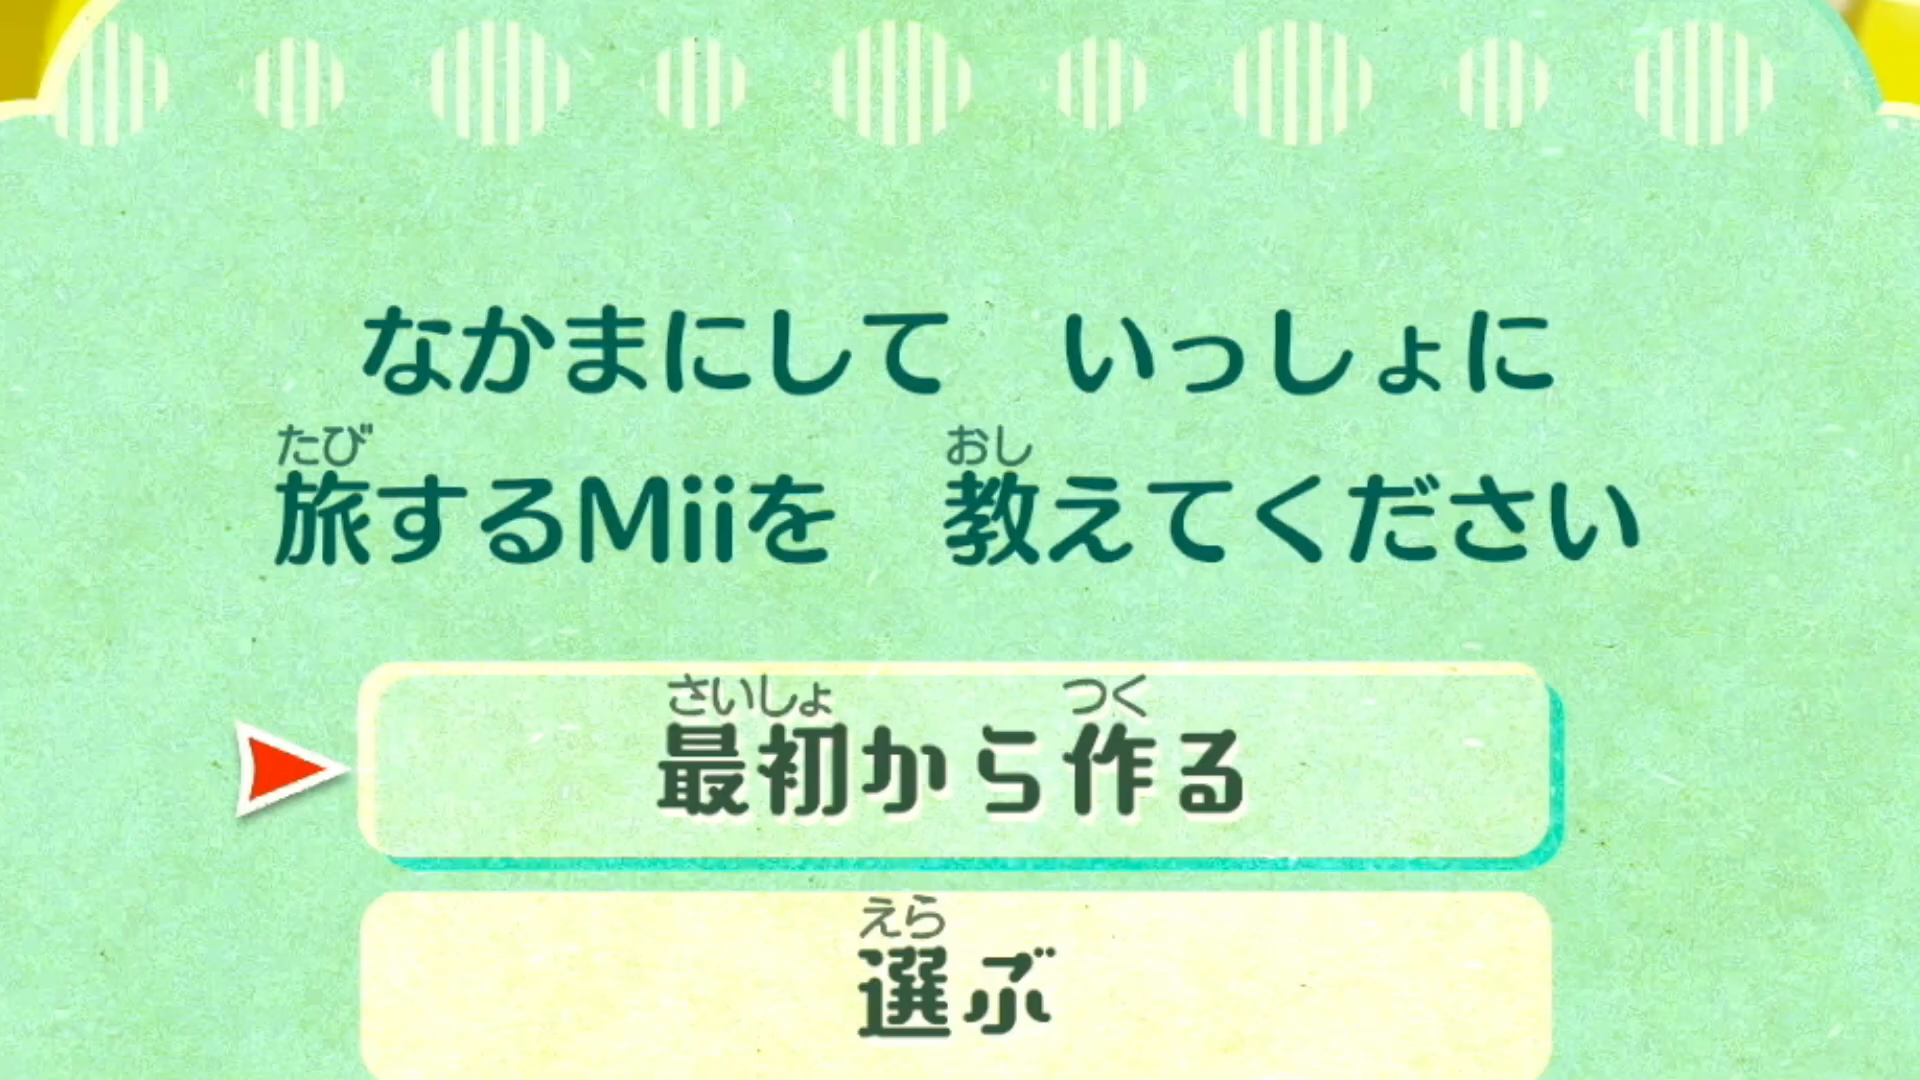 なかまにして　いっしょに
たび　おし
旅するMiiを　教えてください
さいしょ　つく
最初から作る
えら
選ぶ